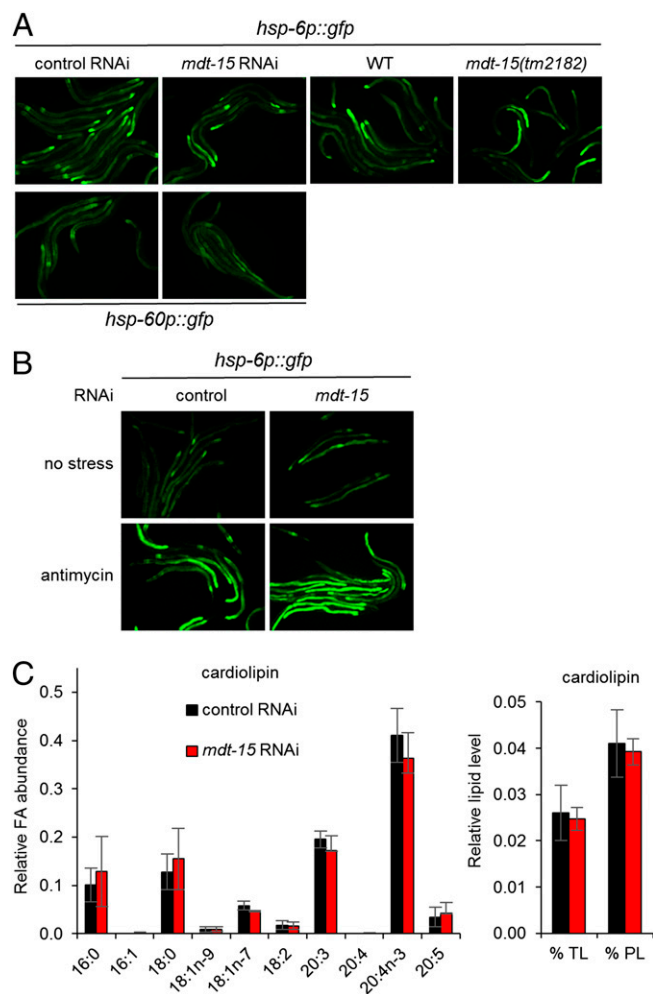 A
hsp-6p::gfp
control RNAi mdt-15 RNAi WT mdt-15(tm2182)
hsp-60p::gfp
B
hsp-6p::gfp
RNAi control mdt-15
no stress
antimycin
C
cardiolipin
control RNAi
mdt-15 RNAi
Relative FA abundance
0.5
0.4
0.3
0.2
0.1
0.0
16:0 16:1 18:0 18:1n-9 18:1n-7 18:2 20:3 20:4 20:4n-3 20:5
cardiolipin
Relative lipid level
0.05
0.04
0.03
0.02
0.01
0.00
% TL % PL